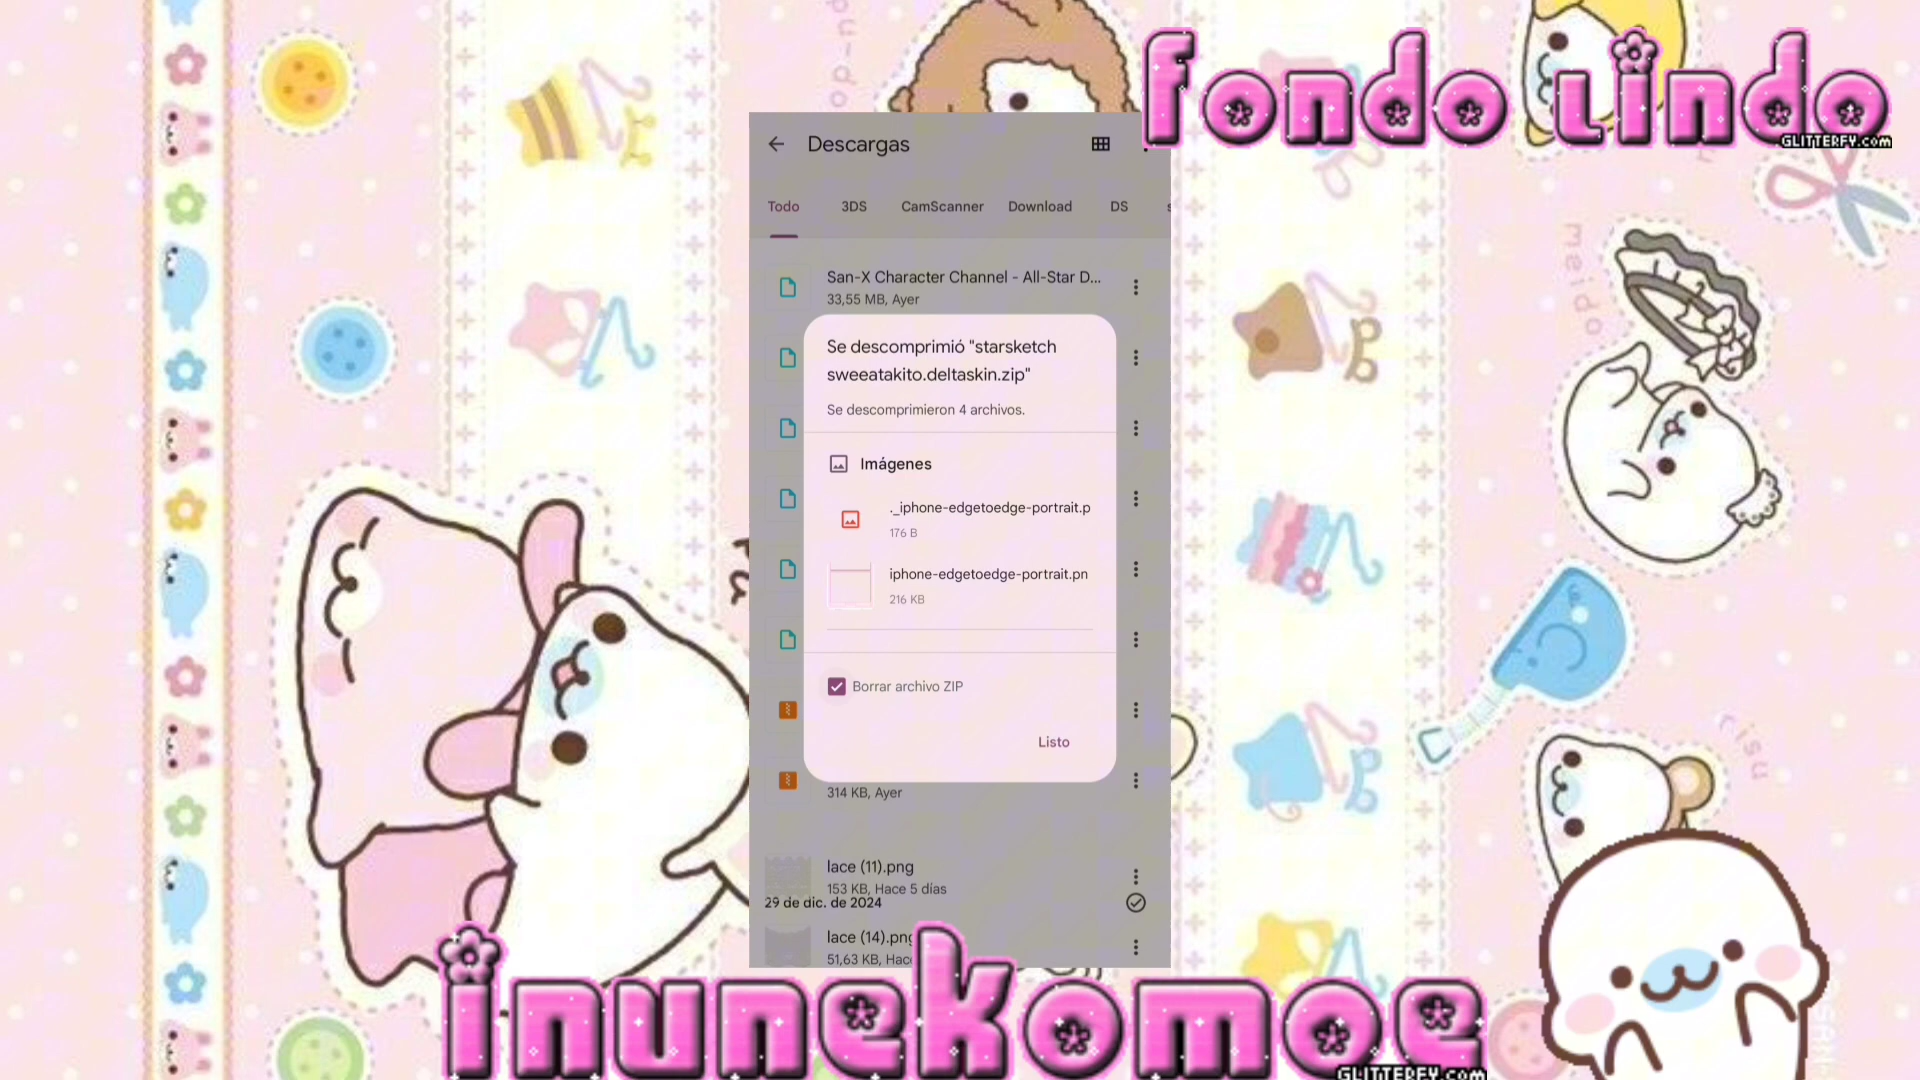 fondo lindo
GLITTERFY.com
Descargas
Todo 3DS CamScanner Download DS
San-X Character Channel - All-Star D...
33,55 MB, Ayer
Se descomprimió "starsketch
sweeatakito.deltaskin.zip"
Se descomprimieron 4 archivos.
Imágenes
._iphone-edgetoedge-portrait.p
176 B
iphone-edgetoedge-portrait.pn
216 KB
Borrar archivo ZIP
Listo
314 KB, Ayer
lace (11).png
153 KB, Hace 5 días
29 de dic. de 2024
lace (14).png
51,63 KB, Hac
meido
risu
inunekomoe
GLITTERFY.com